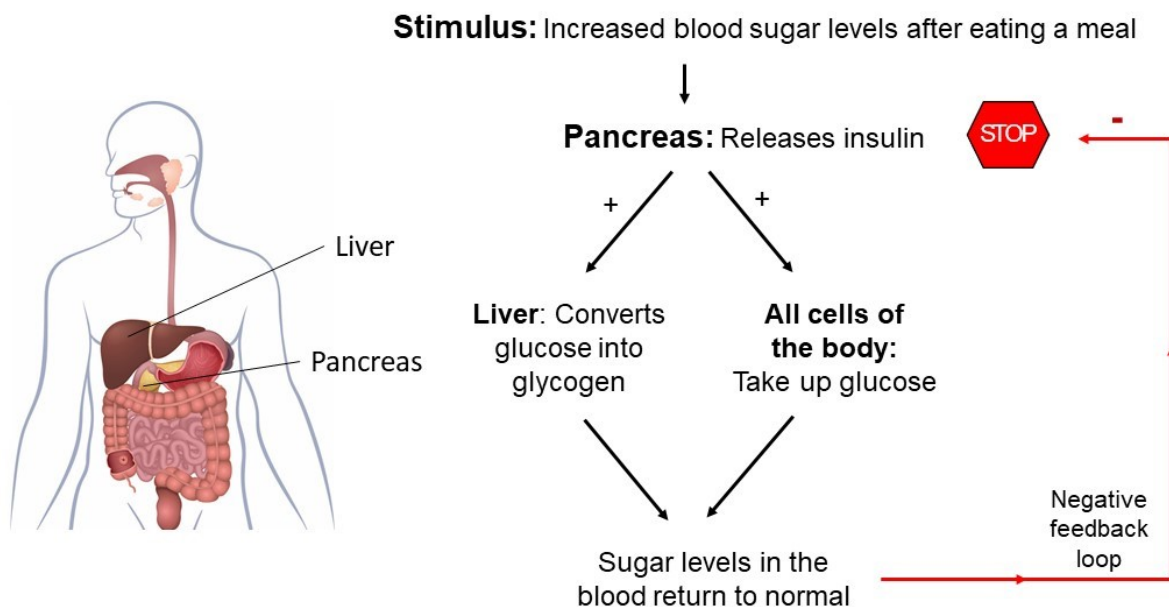 Stimulus: Increased blood sugar levels after eating a meal
Pancreas: Releases insulin
STOP
-
+
+
Liver
Pancreas
Liver: Converts
glucose into
glycogen
All cells of
the body:
Take up glucose
Negative
feedback
loop
Sugar levels in the
blood return to normal